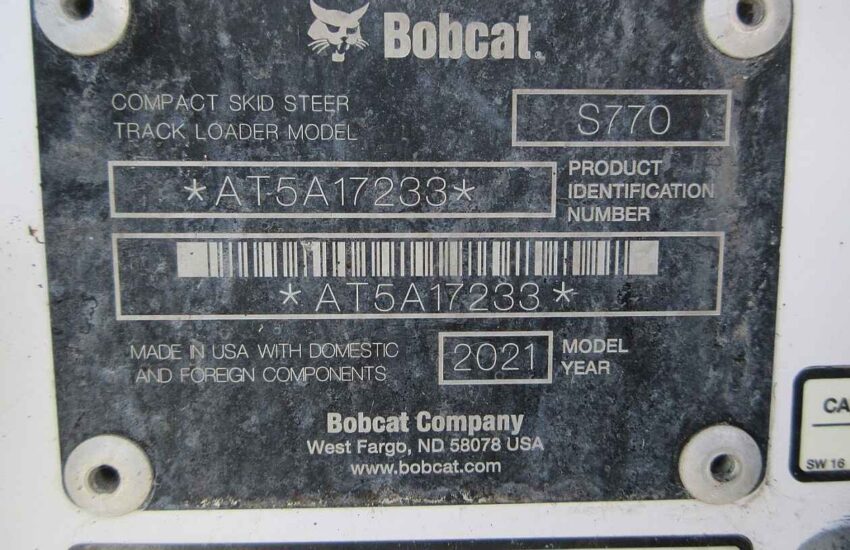 Bobcat
COMPACT SKID STEER
TRACK LOADER MODEL
S770
*AT5A17233*
PRODUCT
IDENTIFICATION
NUMBER
*AT5A17233*
MADE IN USA WITH DOMESTIC
AND FOREIGN COMPONENTS
2021
MODEL
YEAR
Bobcat Company
West Fargo, ND 58078 USA
www.bobcat.com
CA
SW 16